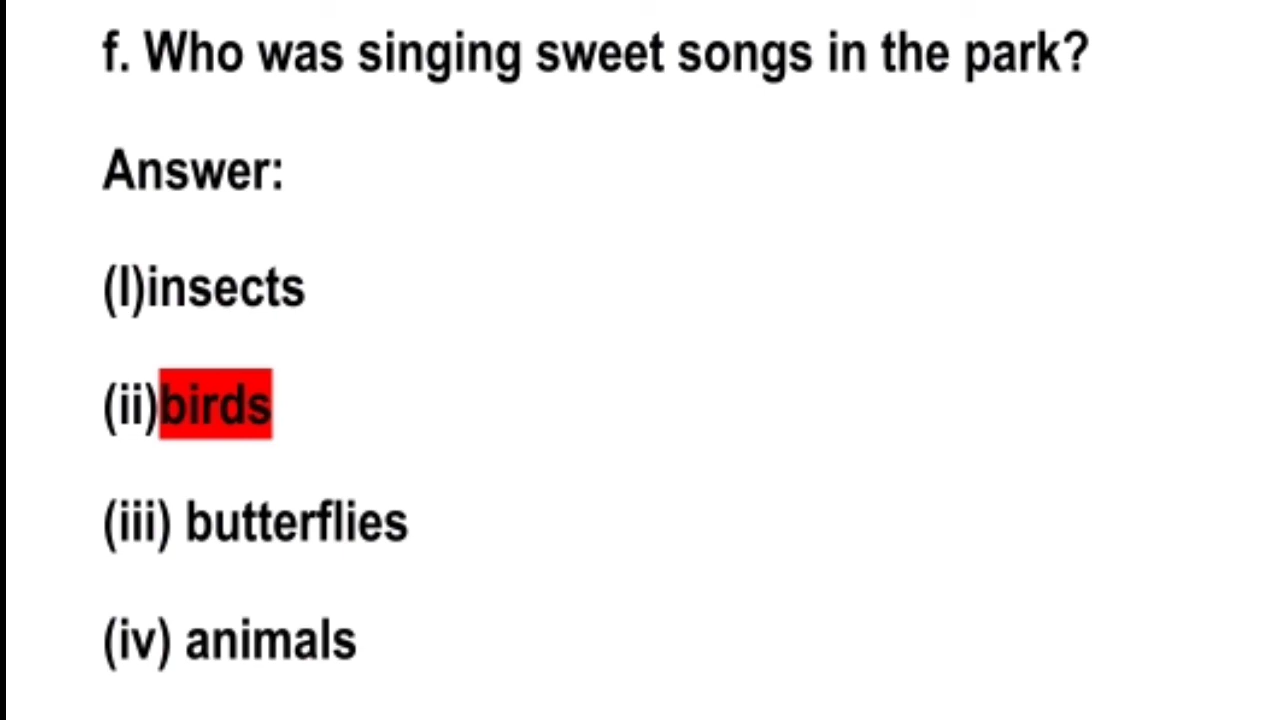 f. Who was singing sweet songs in the park?
Answer:
(I)insects
(ii)birds
(iii) butterflies
(iv) animals